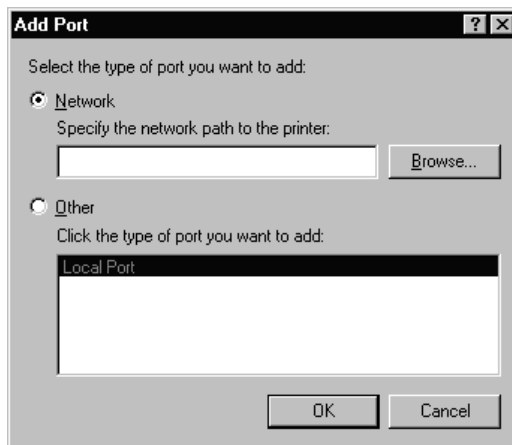 Add Port
Select the type of port you want to add:
Network
Specify the network path to the printer:
Browse...
Other
Click the type of port you want to add:
Local Port
OK
Cancel